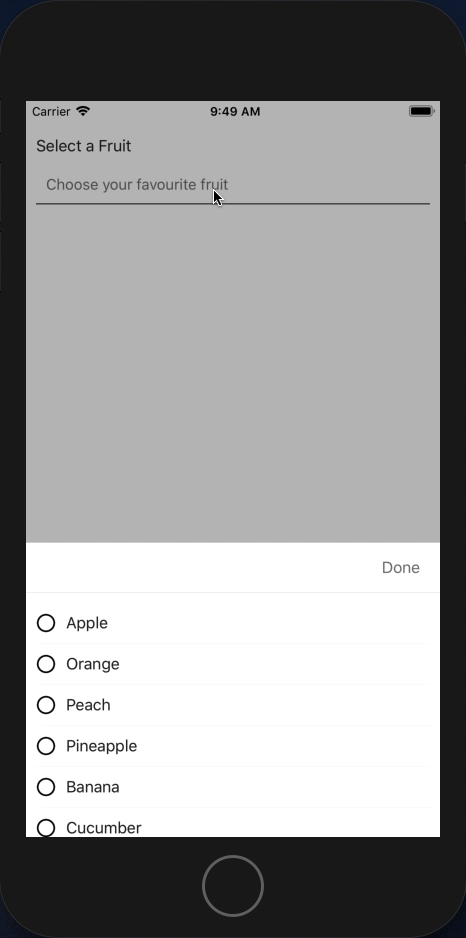 Carrier 9:49 AM
Select a Fruit
Choose your favourite fruit
Done
Apple
Orange
Peach
Pineapple
Banana
Cucumber